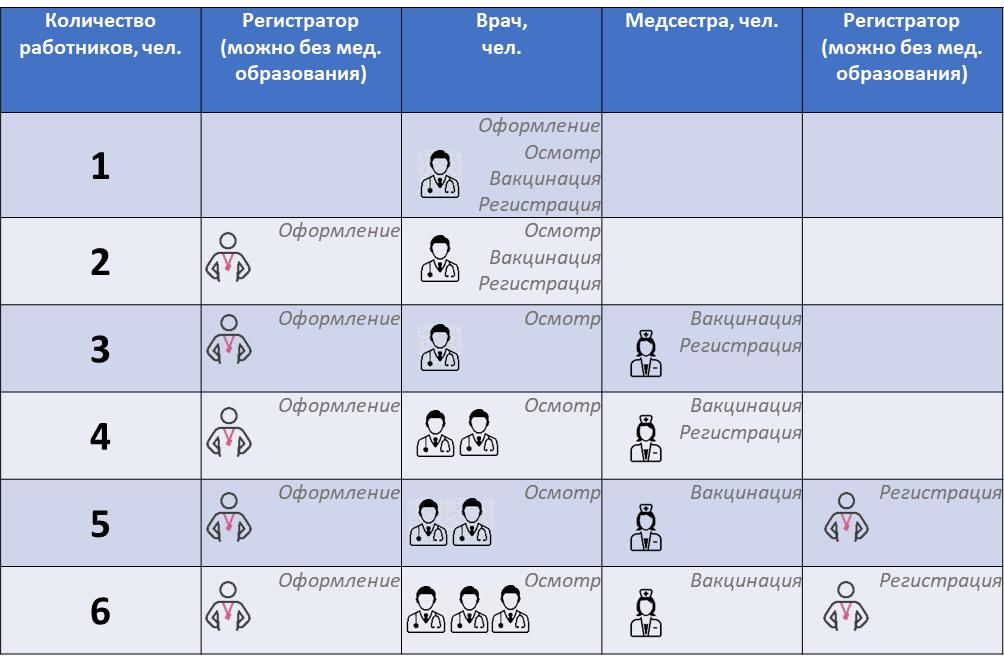 Количество
работников, чел.
Регистратор
(можно без мед.
образования)
Врач,
чел.
Медсестра, чел.
Регистратор
(можно без мед.
образования)
1
Оформление
Осмотр
Вакцинация
Регистрация
2
Оформление
Осмотр
Вакцинация
Регистрация
3
Оформление
Осмотр
Вакцинация
Регистрация
4
Оформление
Осмотр
Вакцинация
Регистрация
5
Оформление
Осмотр
Вакцинация
Регистрация
6
Оформление
Осмотр
Вакцинация
Регистрация